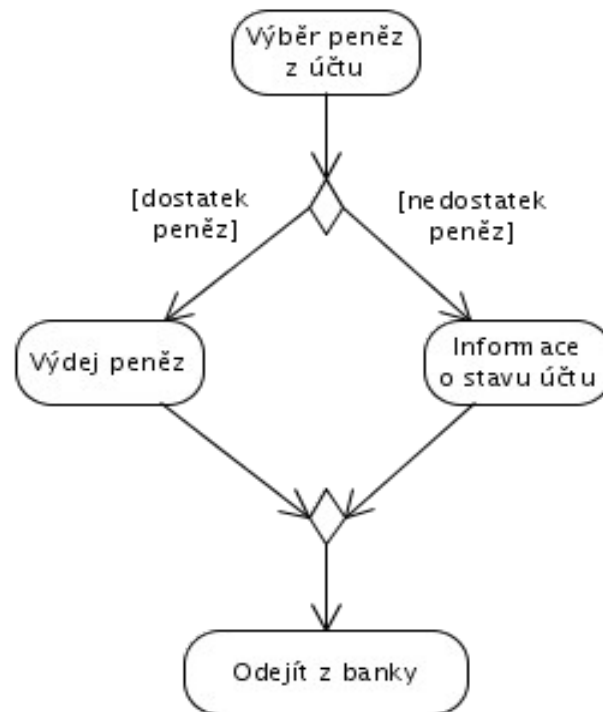 Výběr peněz
z účtu
[dostatek
peněz]
[nedostatek
peněz]
Výdej peněz
Informace
o stavu účtu
Odejít z banky